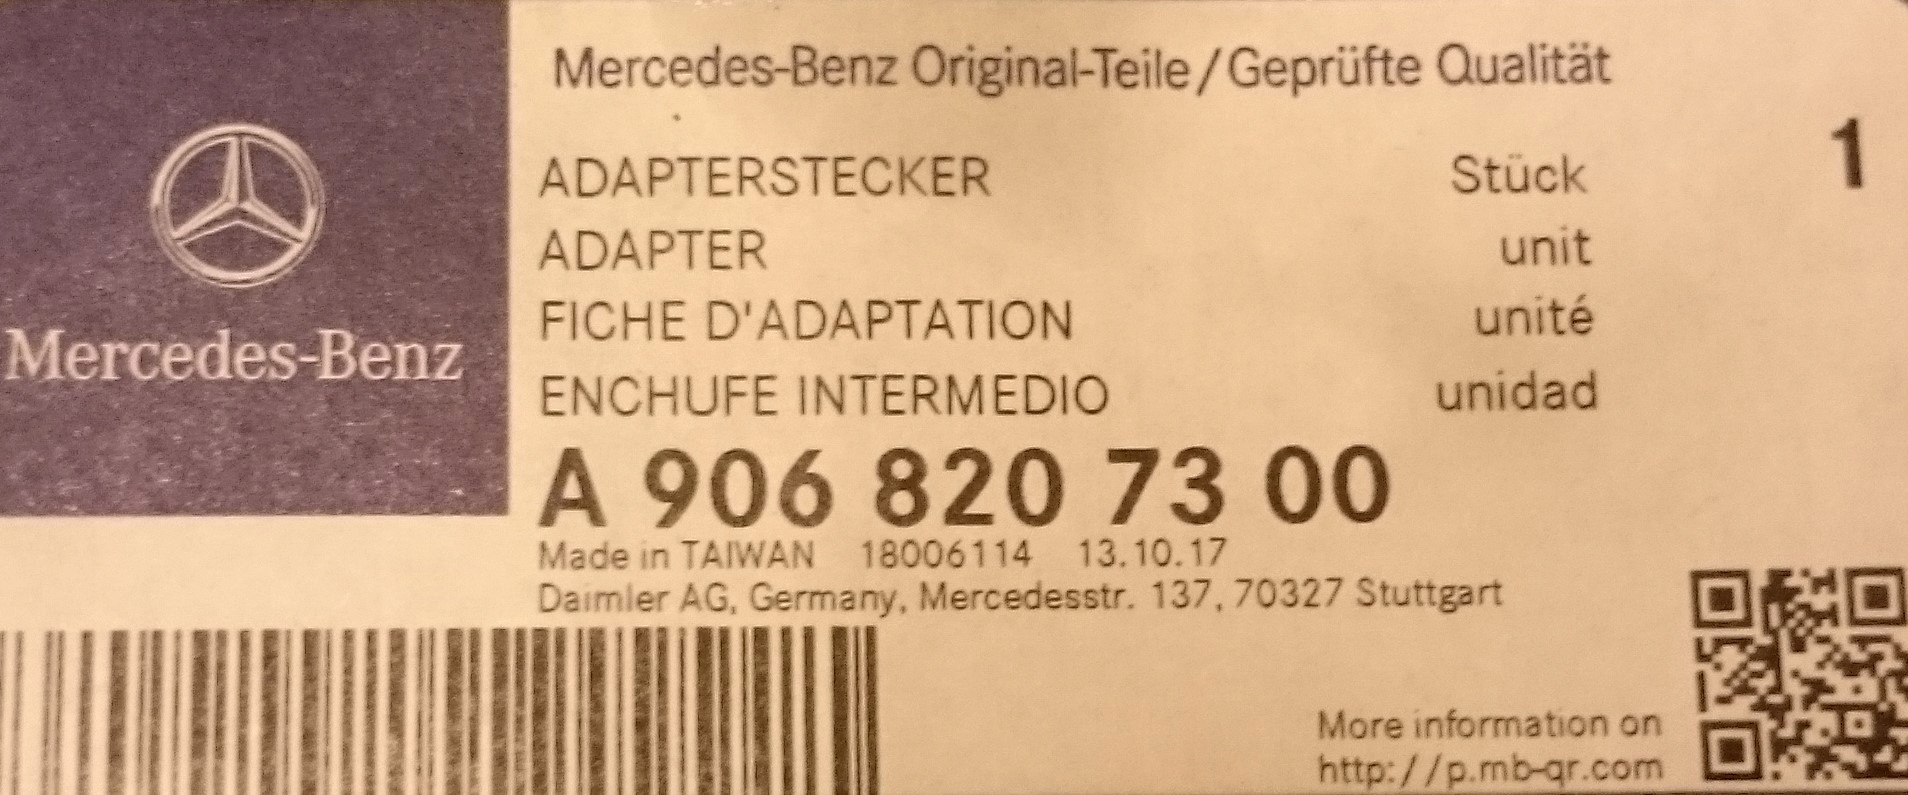 Mercedes-Benz
Mercedes-Benz Original-Teile/Geprüfte Qualität
ADAPTERSTECKER Stück 1
ADAPTER unit
FICHE D'ADAPTATION unité
ENCHUFE INTERMEDIO unidad
A 906 820 73 00
Made in TAIWAN 18006114 13.10.17
Daimler AG, Germany, Mercedesstr. 137, 70327 Stuttgart
More information on
http://p.mb-qr.com